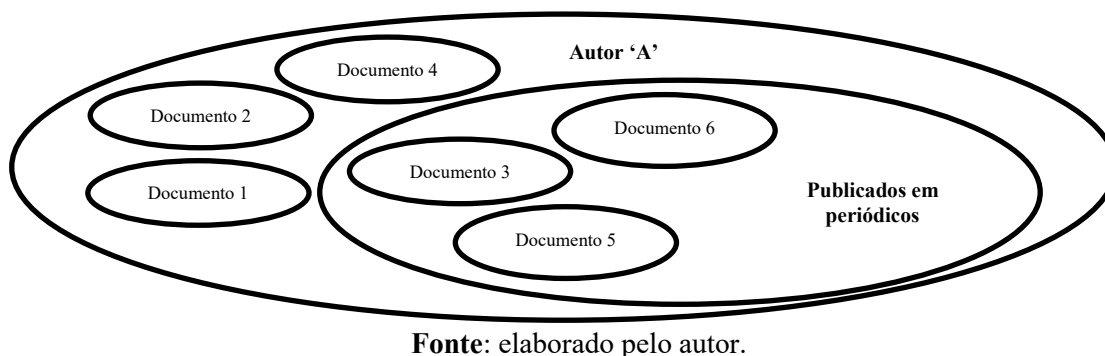 Autor ‘A’
Documento 4
Documento 2
Documento 6
Documento 3
Documento 1
Publicados em
periódicos
Documento 5
Fonte: elaborado pelo autor.